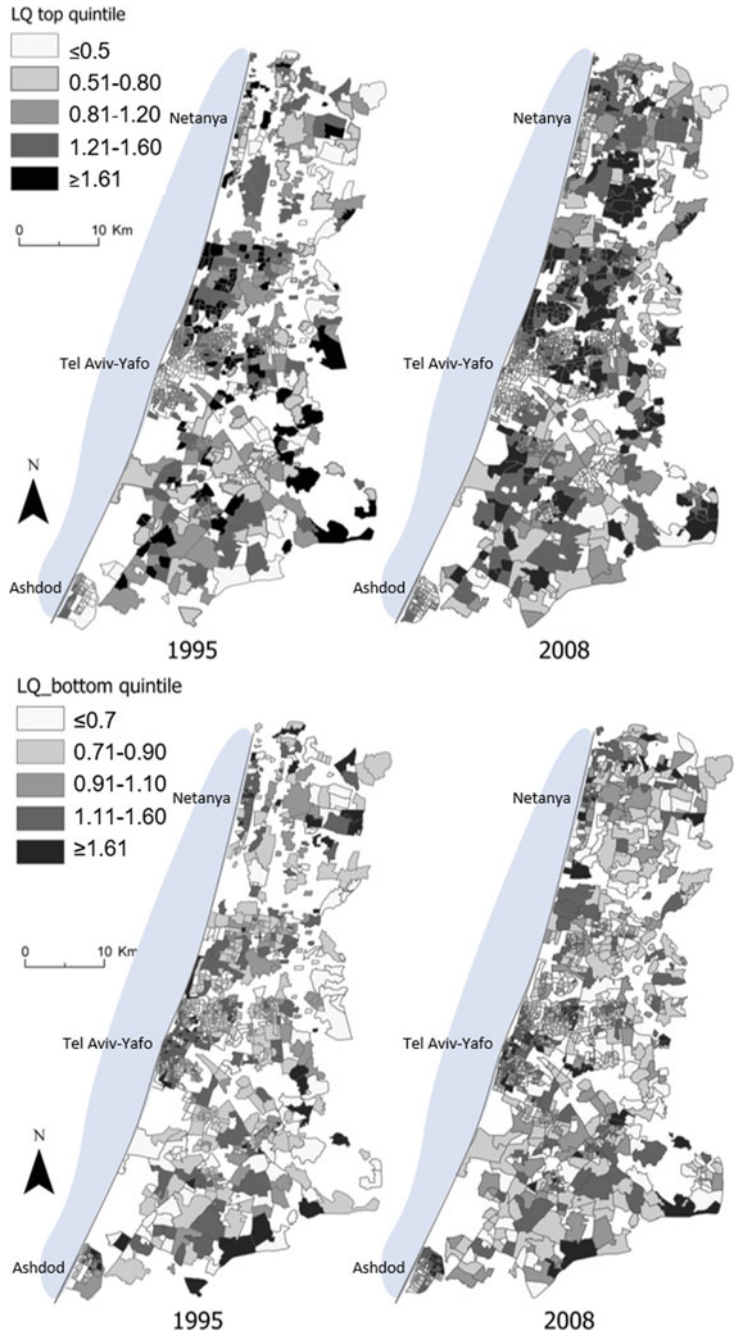 LQ top quintile
≤0.5
0.51-0.80
0.81-1.20
1.21-1.60
≥1.61
0 10 Km
Netanya
Netanya
Tel Aviv-Yafo
Tel Aviv-Yafo
N
Ashdod
Ashdod
1995
2008
LQ_bottom quintile
≤0.7
0.71-0.90
0.91-1.10
1.11-1.60
≥1.61
Netanya
Netanya
0 10 Km
Tel Aviv-Yafo
Tel Aviv-Yafo
N
Ashdod
Ashdod
1995
2008